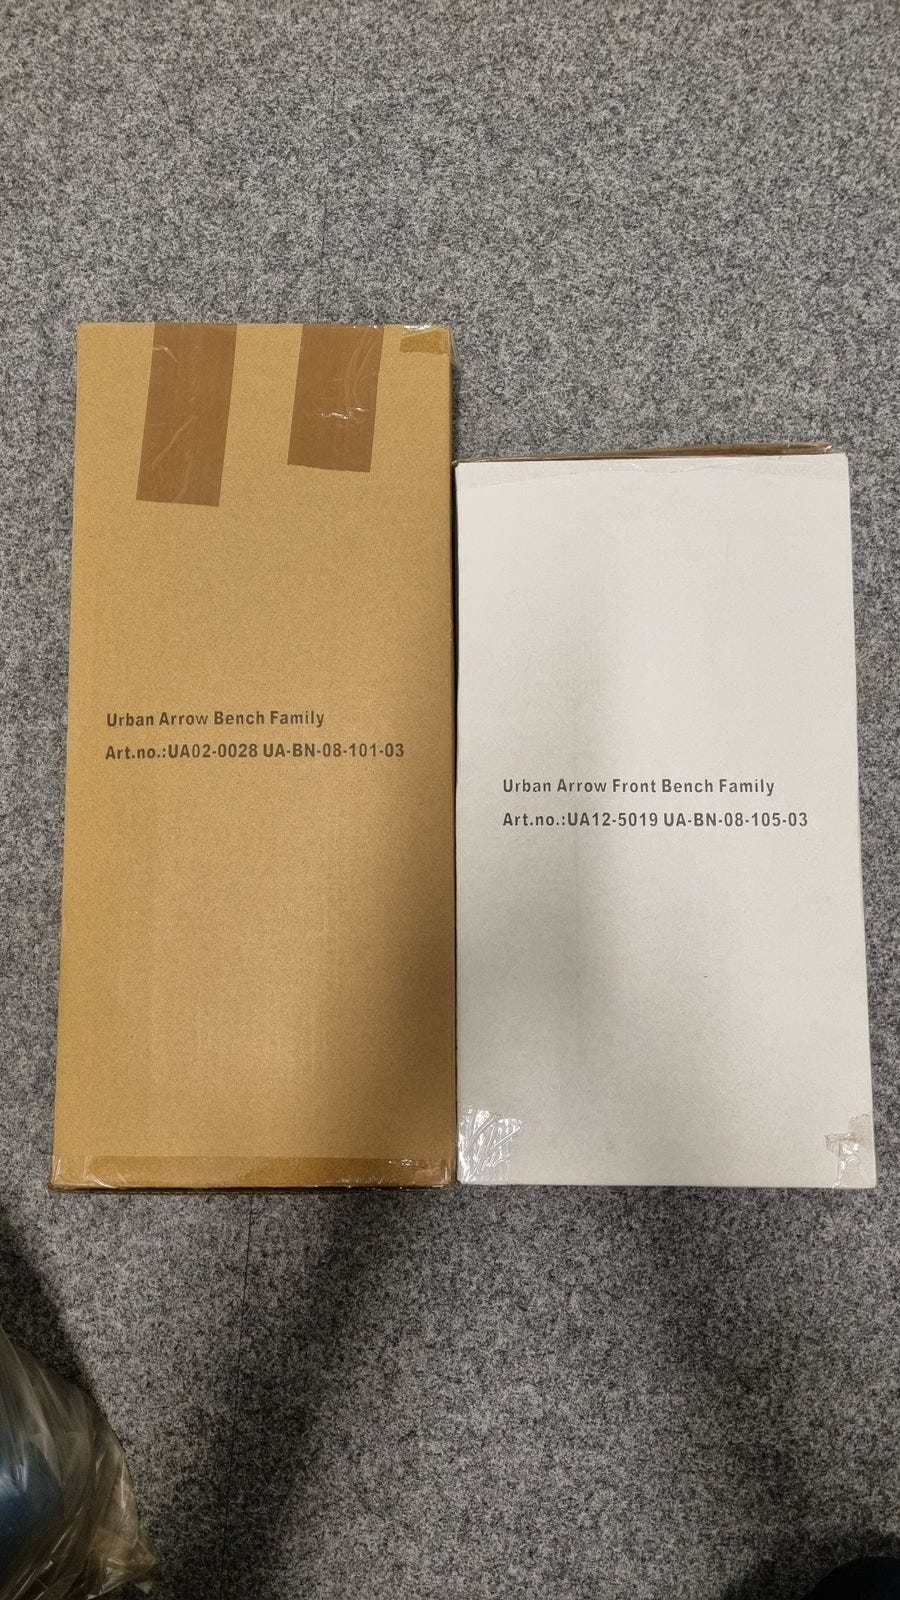 Urban Arrow Bench Family
Art.no.:UA02-0028 UA-BN-08-101-03
Urban Arrow Front Bench Family
Art.no.:UA12-5019 UA-BN-08-105-03